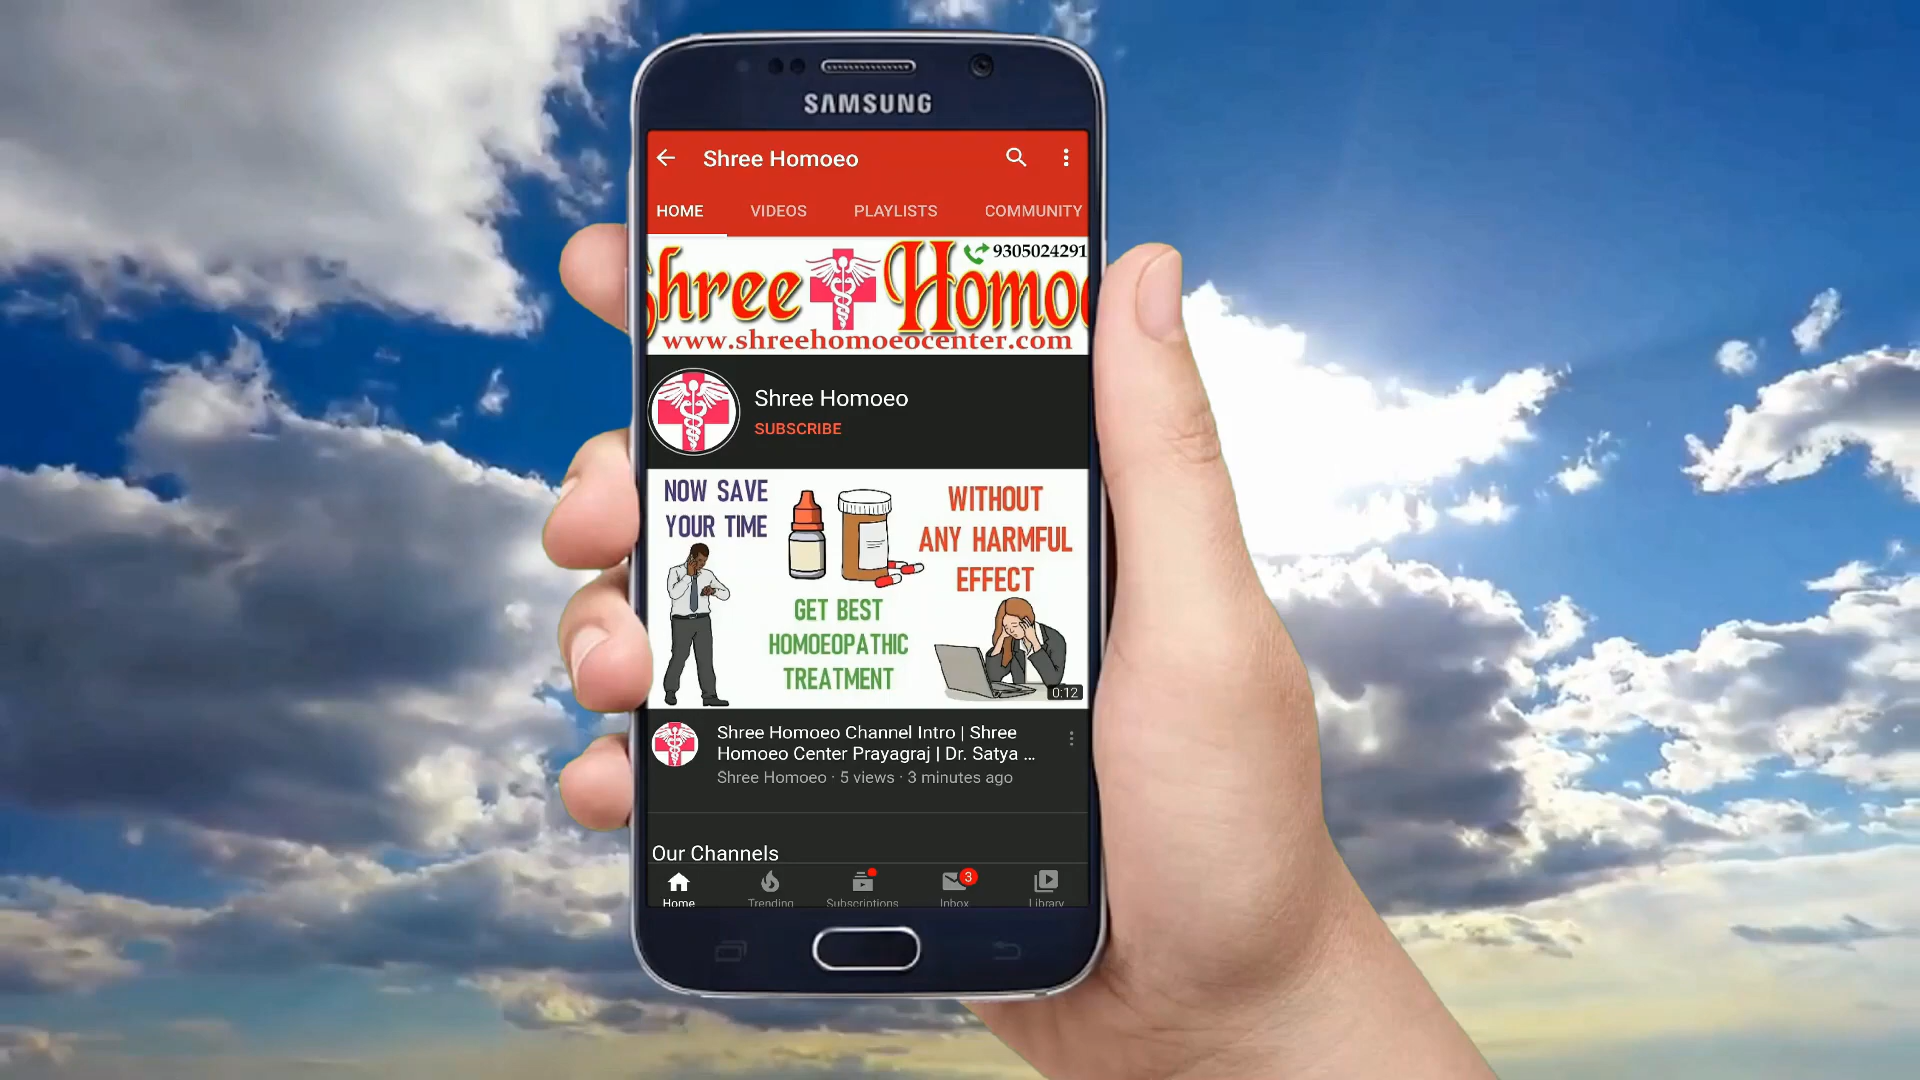 SAMSUNG
Shree Homoeo
HOME VIDEOS PLAYLISTS COMMUNITY
9305024291
Shree Homoe
www.shreehomoeocenter.com
Shree Homoeo
SUBSCRIBE
NOW SAVE
YOUR TIME
WITHOUT
ANY HARMFUL
EFFECT
GET BEST
HOMOEOPATHIC
TREATMENT
0:12
Shree Homoeo Channel Intro | Shree
Homoeo Center Prayagraj | Dr. Satya ...
Shree Homoeo · 5 views · 3 minutes ago
Our Channels
3
Home Trending Subscriptions Inbox Library